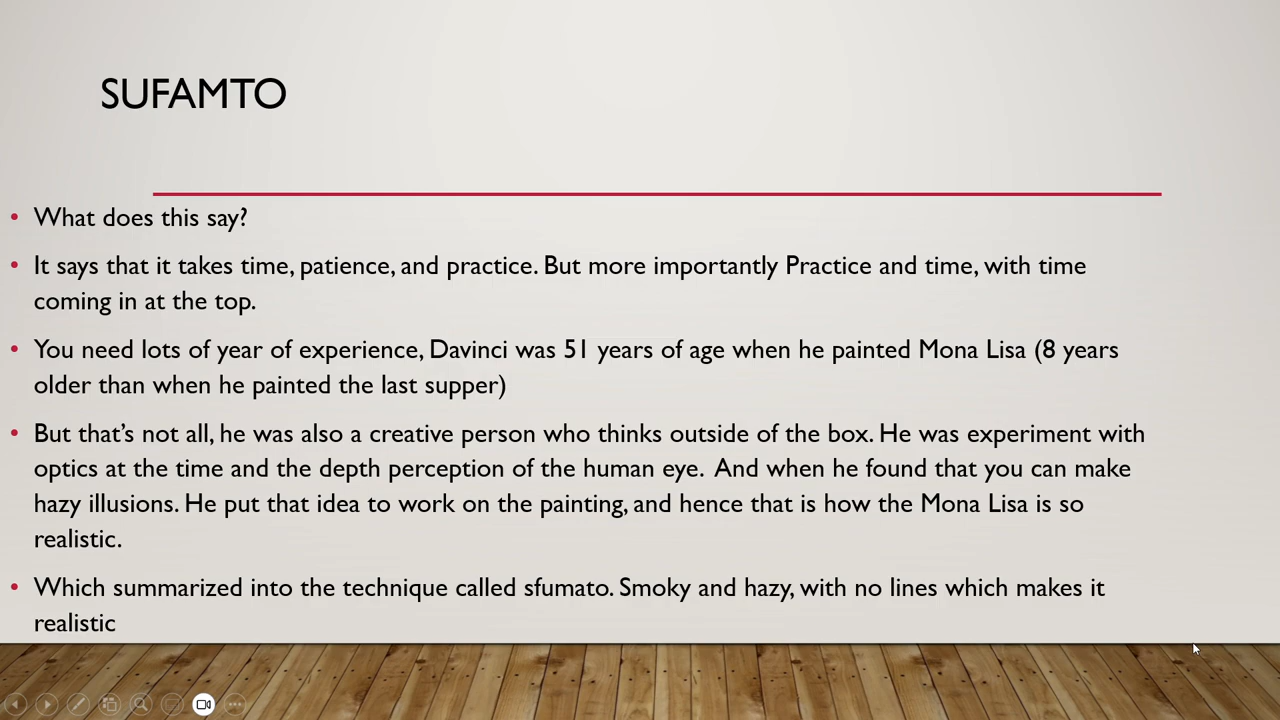 SUFAMTO
• What does this say?
• It says that it takes time, patience, and practice. But more importantly Practice and time, with time
coming in at the top.
• You need lots of year of experience, Davinci was 51 years of age when he painted Mona Lisa (8 years
older than when he painted the last supper)
• But that’s not all, he was also a creative person who thinks outside of the box. He was experiment with
optics at the time and the depth perception of the human eye.  And when he found that you can make
hazy illusions. He put that idea to work on the painting, and hence that is how the Mona Lisa is so
realistic.
• Which summarized into the technique called sfumato. Smoky and hazy, with no lines which makes it
realistic